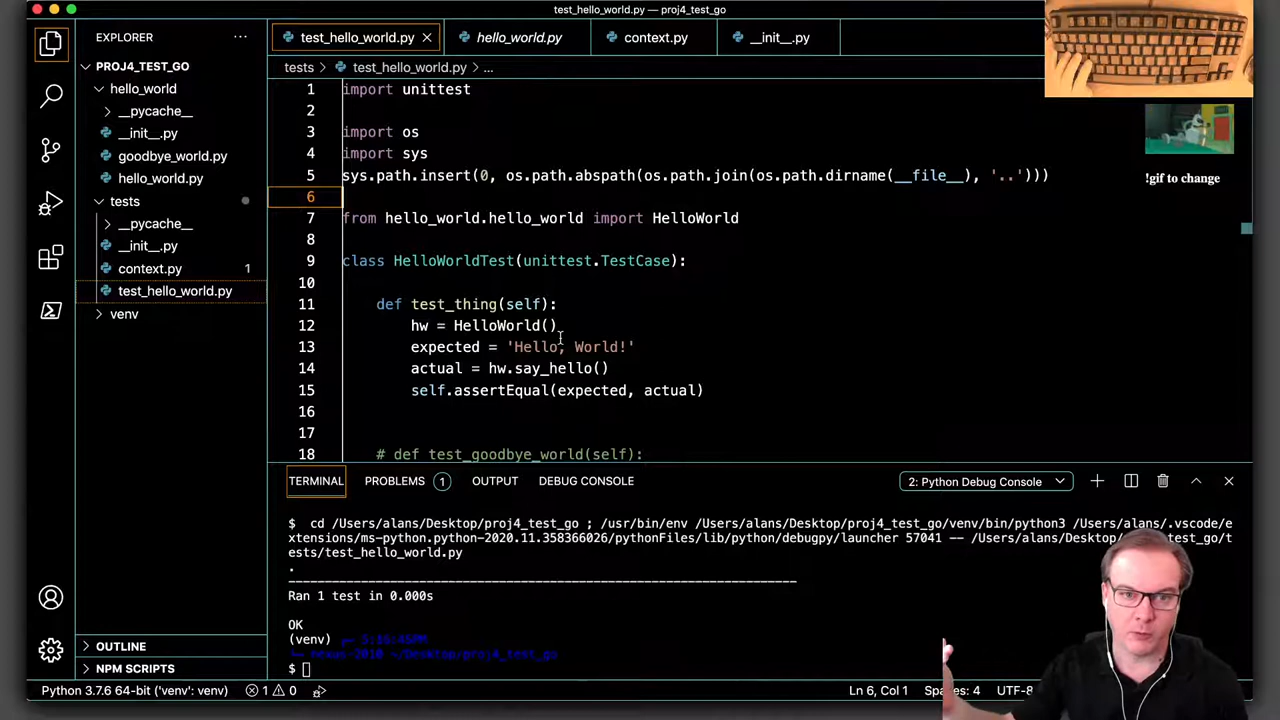 test_hello_world.py — proj4_test_go
EXPLORER
PROJ4_TEST_GO
hello_world
__pycache__
__init__.py
goodbye_world.py
hello_world.py
tests
__pycache__
__init__.py
context.py 1
test_hello_world.py
venv
OUTLINE
NPM SCRIPTS
test_hello_world.py
hello_world.py
context.py
__init__.py
tests > test_hello_world.py > ...
1 import unittest
2
3 import os
4 import sys
5 sys.path.insert(0, os.path.abspath(os.path.join(os.path.dirname(__file__), '..')))
6
7 from hello_world.hello_world import HelloWorld
8
9 class HelloWorldTest(unittest.TestCase):
10
11 def test_thing(self):
12 hw = HelloWorld()
13 expected = 'Hello, World!'
14 actual = hw.say_hello()
15 self.assertEqual(expected, actual)
16
17
18 # def test_goodbye_world(self):
!gif to change
TERMINAL PROBLEMS 1 OUTPUT DEBUG CONSOLE 2: Python Debug Console
$ cd /Users/alans/Desktop/proj4_test_go ; /usr/bin/env /Users/alans/Desktop/proj4_test_go/venv/bin/python3 /Users/alans/.vscode/e
xtensions/ms-python.python-2020.11.358366026/pythonFiles/lib/python/debugpy/launcher 57041 -- /Users/alans/Desktop/ test_go/t
ests/test_hello_world.py
.
----------------------------------------------------------------------
Ran 1 test in 0.000s
OK
(venv)
nexus-2018 ~/Desktop/proj4_test_go
$
Python 3.7.6 64-bit ('venv': venv) 1 0 Ln 6, Col 1 Spaces: 4 UTF-8